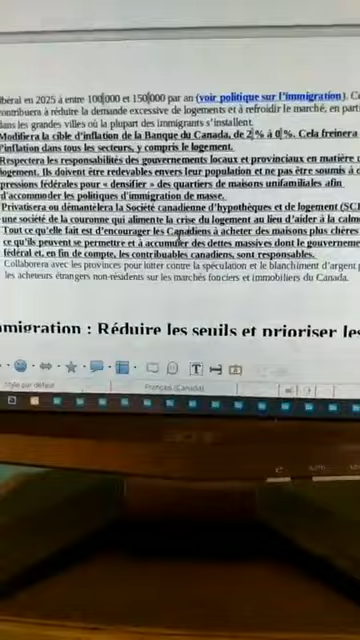 ibéral en 2025 à entre 100 000 et 150 000 par an (voir politique sur l'immigration). Ce
ontribuera à réduire la demande excessive de logements et à refroidir le marché, en part
dans les grandes villes où la plupart des immigrants s'installent.
Modifiera la cible d'inflation de la Banque du Canada, de 2 % à 0 %. Cela freinera
l'inflation dans tous les secteurs, y compris le logement.
Respectera les responsabilités des gouvernements locaux et provinciaux en matière d
logement. Ils doivent être redevables envers leur population et ne pas être soumis à d
pressions fédérales pour « densifier » des quartiers de maisons unifamiliales afin
d'accommoder les politiques d'immigration de masse.
Privatisera ou démantèlera la Société canadienne d'hypothèques et de logement (SC
une société de la couronne qui alimente la crise du logement au lieu d'aider à la calm
Tout ce qu'elle fait est d'encourager les Canadiens à acheter des maisons plus chères
ce qu'ils peuvent se permettre et à accumuler des dettes massives dont le gouverneme
fédéral et, en fin de compte, les contribuables canadiens, sont responsables.
Collaborera avec les provinces pour lutter contre la spéculation et le blanchiment d'argent p
les acheteurs étrangers non-résidents sur les marchés fonciers et immobiliers du Canada.
mmigration : Réduire les seuils et prioriser les
Style par défaut Français (Canada)
acer